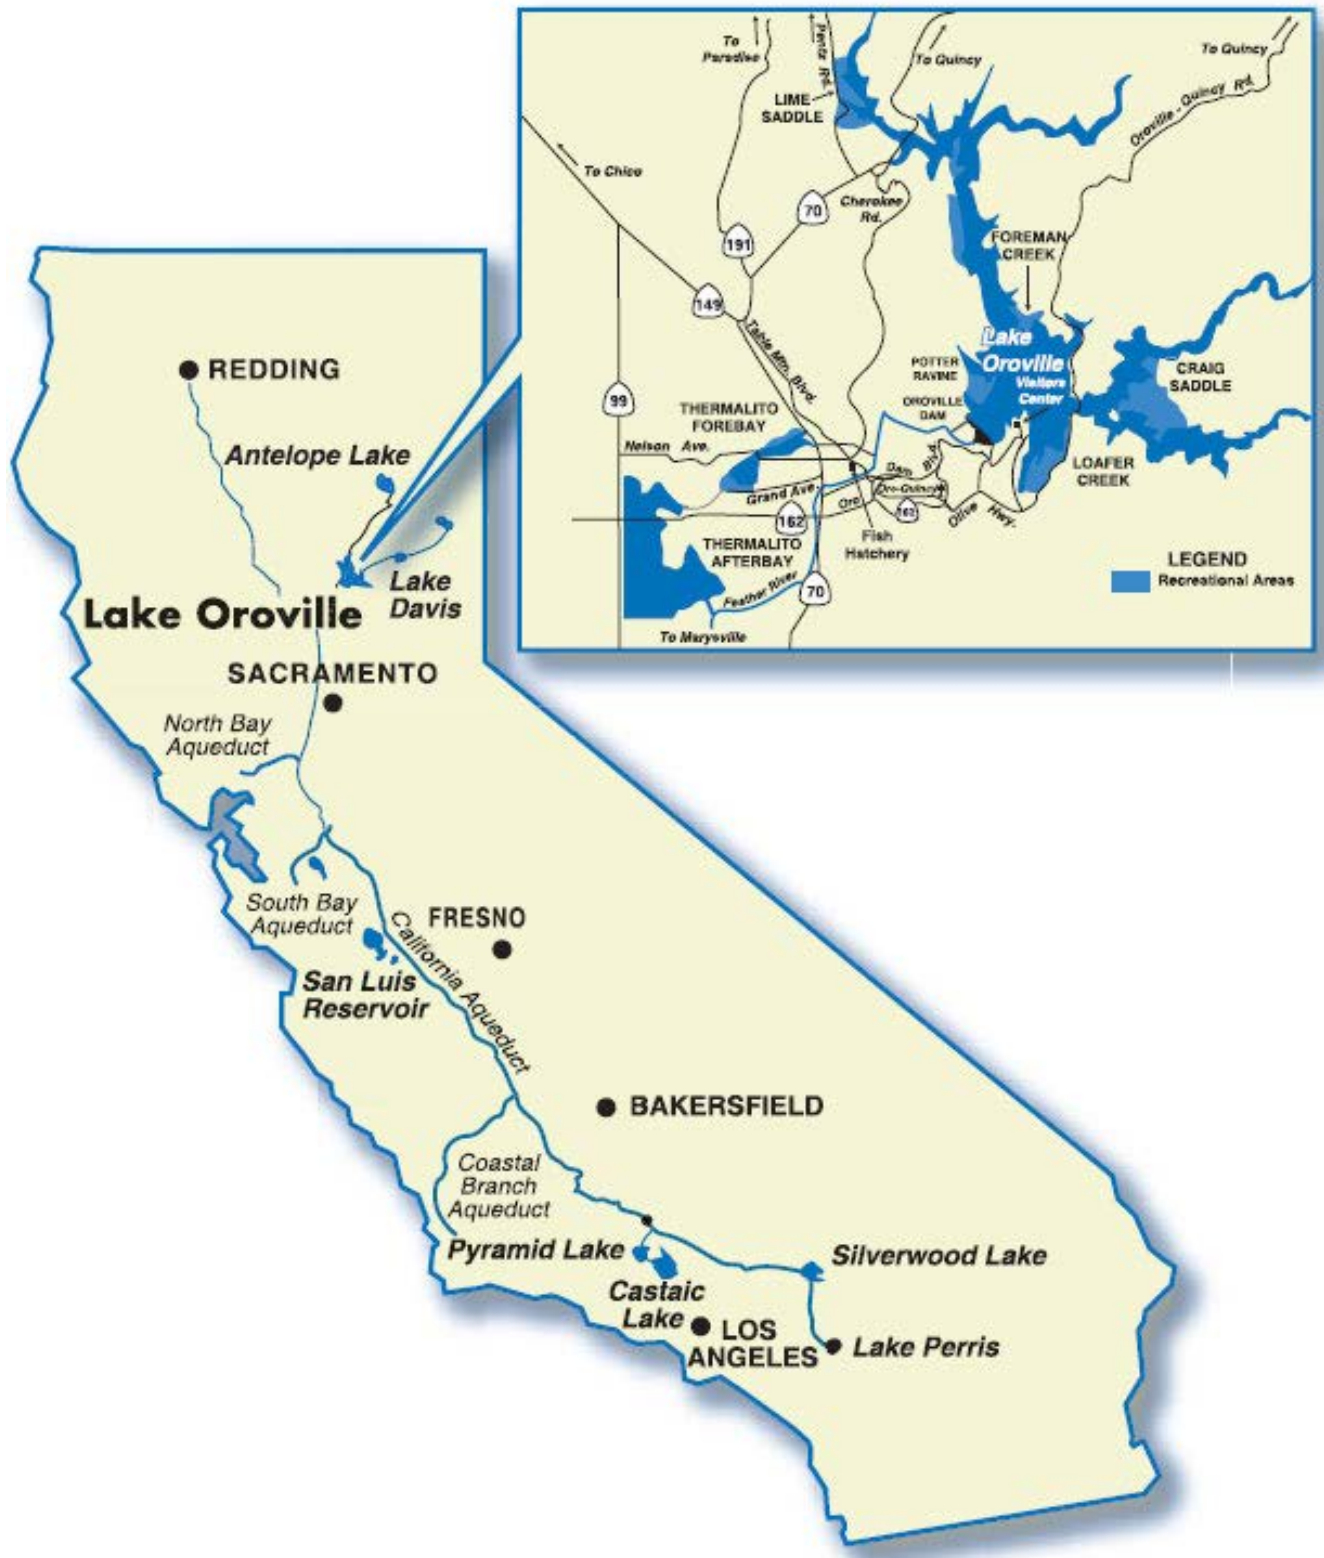 To
Paradise
Pentz Rd.
To Quincy
To Quincy
LIME
SADDLE
Oroville - Quincy Rd.
To Chico
Cherokee
Rd.
70
191
FOREMAN
CREEK
149
Lake
Oroville
Visitors
Center
Table Mtn. Blvd.
POTTER
RAVINE
CRAIG
SADDLE
99
OROVILLE
DAM
THERMALITO
FOREBAY
Nelson Ave.
Dam Blvd.
LOAFER
CREEK
Grand Ave.
Oro
Oro-Quincy
162
162
Olive Hwy.
Fish
Hatchery
THERMALITO
AFTERBAY
LEGEND
Recreational Areas
Feather River
70
To Marysville
REDDING
Antelope Lake
Lake
Davis
Lake Oroville
SACRAMENTO
North Bay
Aqueduct
South Bay
Aqueduct
FRESNO
California Aqueduct
San Luis
Reservoir
BAKERSFIELD
Coastal
Branch
Aqueduct
Pyramid Lake
Silverwood Lake
Castaic
Lake
LOS
ANGELES
Lake Perris